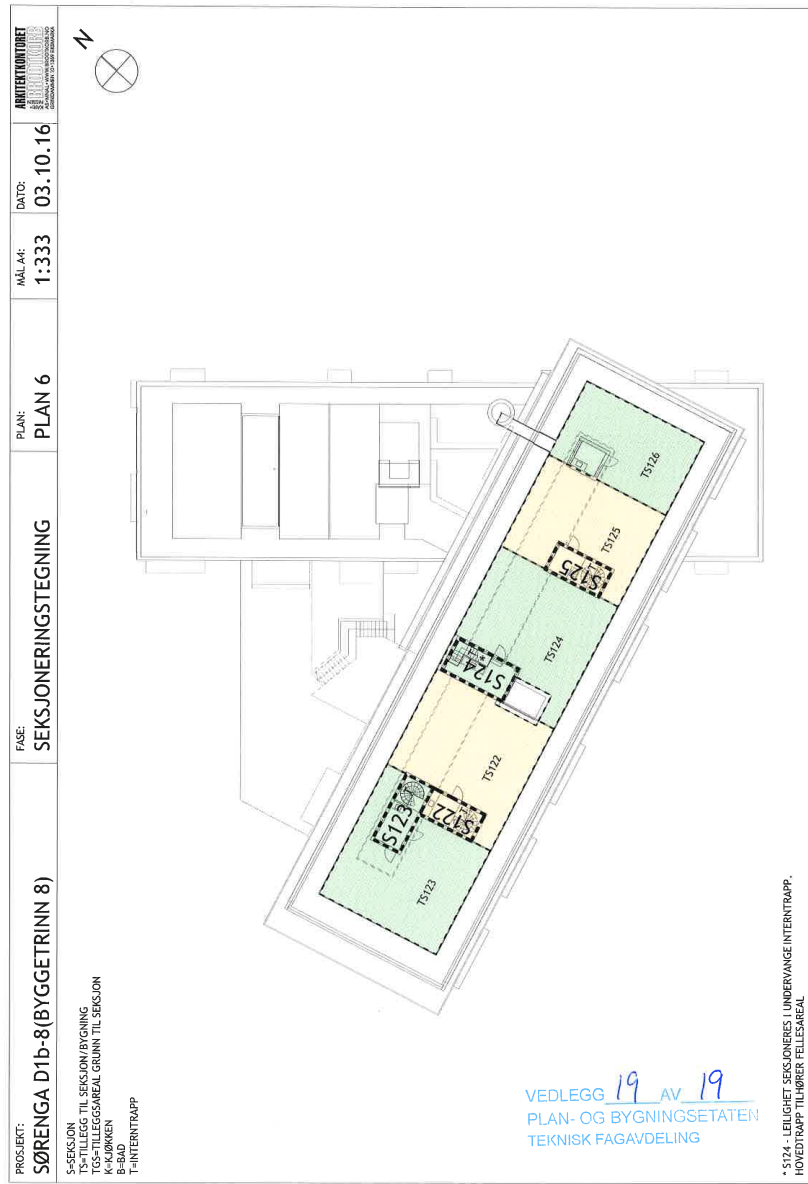 PROSJEKT:
SØRENGA D1b-8(BYGGETRINN 8)
FASE:
SEKSJONERINGSTEGNING
PLAN:
PLAN 6
MÅL A4:
1:333
DATO:
03.10.16
ARKITEKTKONTORET
BRODTKORB
N
S=SEKSJON
TS=TILLEGG TIL SEKSJON/BYGNING
TGS=TILLEGGSAREAL GRUNN TIL SEKSJON
K=KJØKKEN
B=BAD
T=INTERNTRAPP
TS123
S123
S122
TS122
S124
*
TS124
S125
TS125
TS126
* S124 - LEILIGHET SEKSJONERES I UNDERVANGE INTERNTRAPP.
HOVEDTRAPP TILHØRER FELLESAREAL
VEDLEGG 19 AV 19
PLAN- OG BYGNINGSETATEN
TEKNISK FAGAVDELING